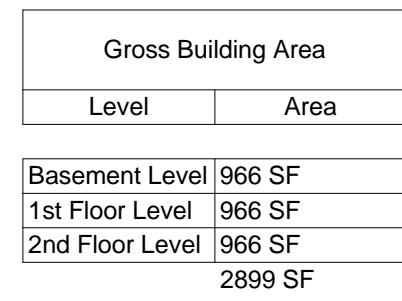 Gross Building Area
Level Area
Basement Level 966 SF
1st Floor Level 966 SF
2nd Floor Level 966 SF
2899 SF